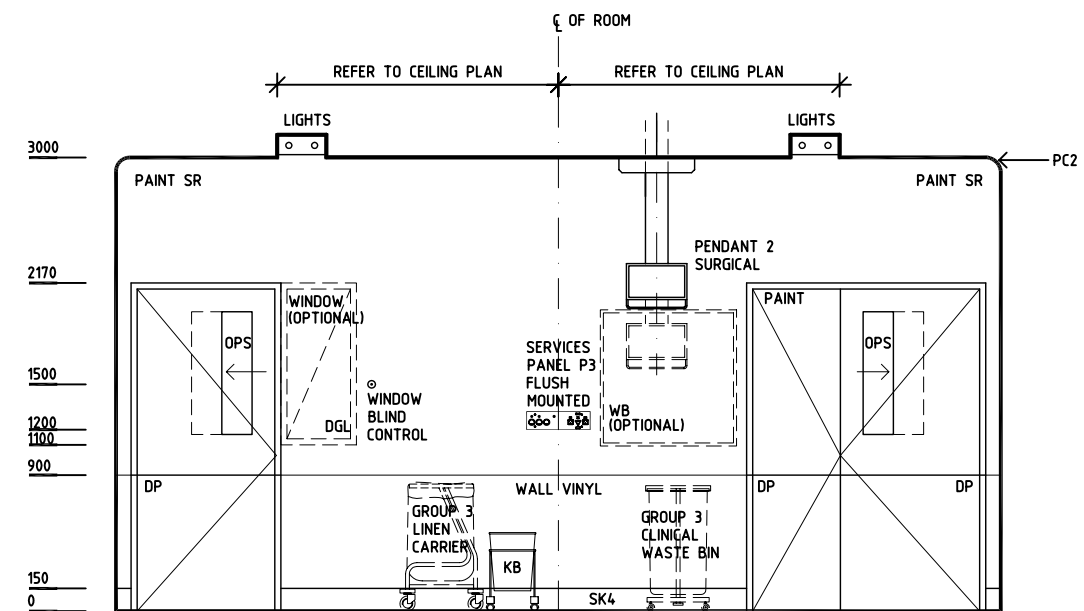 ℄ OF ROOM
REFER TO CEILING PLAN
REFER TO CEILING PLAN
LIGHTS
LIGHTS
3000
PC2
PAINT SR
PAINT SR
PENDANT 2
SURGICAL
2170
WINDOW
(OPTIONAL)
PAINT
OPS
OPS
SERVICES
PANEL P3
FLUSH
MOUNTED
1500
WINDOW
BLIND
CONTROL
WB
(OPTIONAL)
DGL
1200
1100
900
DP
WALL VINYL
DP
DP
GROUP 3
LINEN
CARRIER
GROUP 3
CLINICAL
WASTE BIN
KB
150
SK4
0